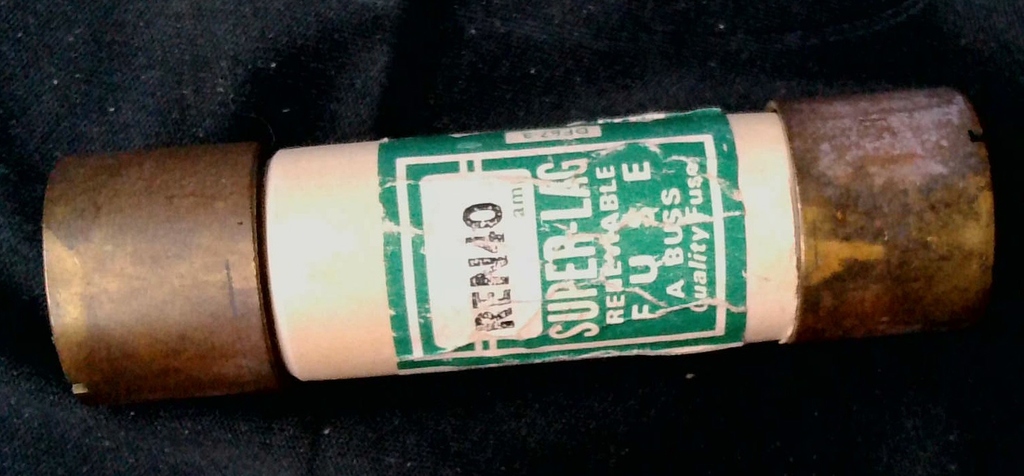 REN40
am
SUPER-LAG
RENEWABLE
FUSE
A BUSS
Quality Fuse